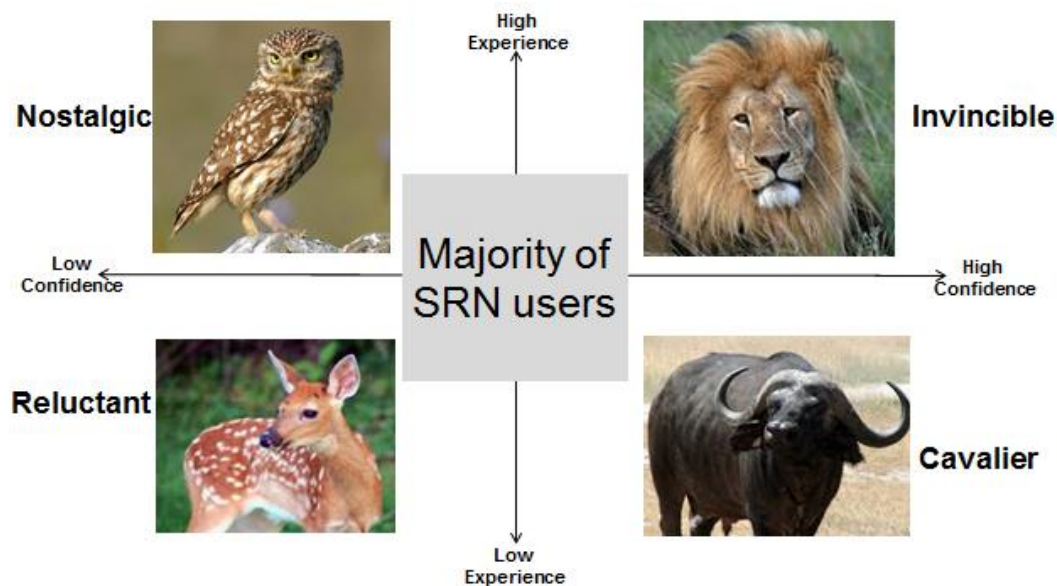 High
Experience
Nostalgic
Invincible
Majority of
SRN users
Low
Confidence
High
Confidence
Reluctant
Cavalier
Low
Experience